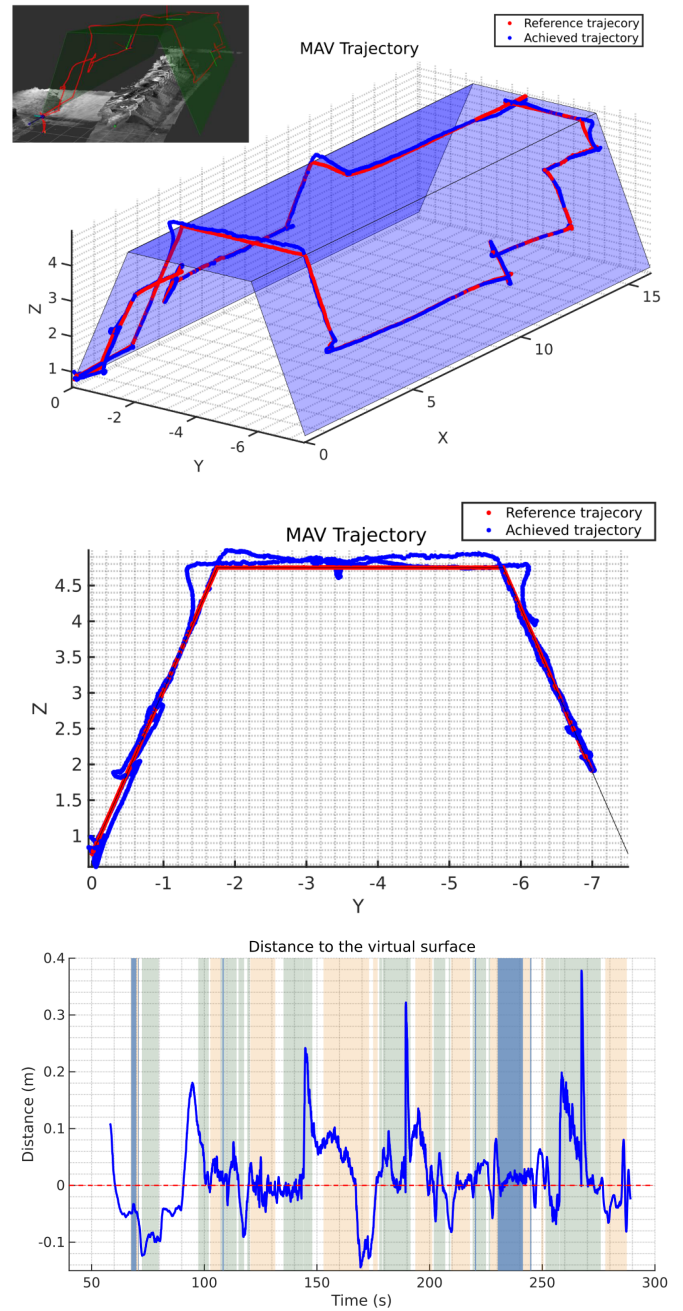 MAV Trajectory
Reference trajecory
Achieved trajectory
Z
4
3
2
1
0
-2
-4
-6
Y
0
5
10
15
X
MAV Trajectory
Reference trajecory
Achieved trajectory
Z
4.5
4
3.5
3
2.5
2
1.5
1
0 -1 -2 -3 -4 -5 -6 -7
Y
Distance to the virtual surface
Distance (m)
0.4
0.3
0.2
0.1
0
-0.1
50 100 150 200 250 300
Time (s)